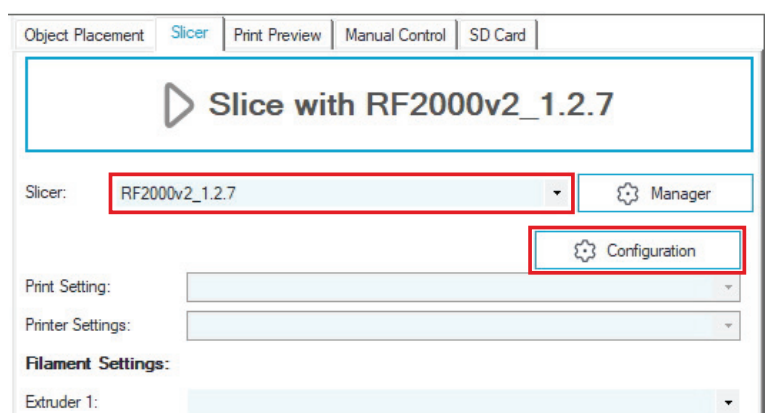 Object Placement Slicer Print Preview Manual Control SD Card
Slice with RF2000v2_1.2.7
Slicer: RF2000v2_1.2.7 Manager
Configuration
Print Setting:
Printer Settings:
Filament Settings:
Extruder 1: